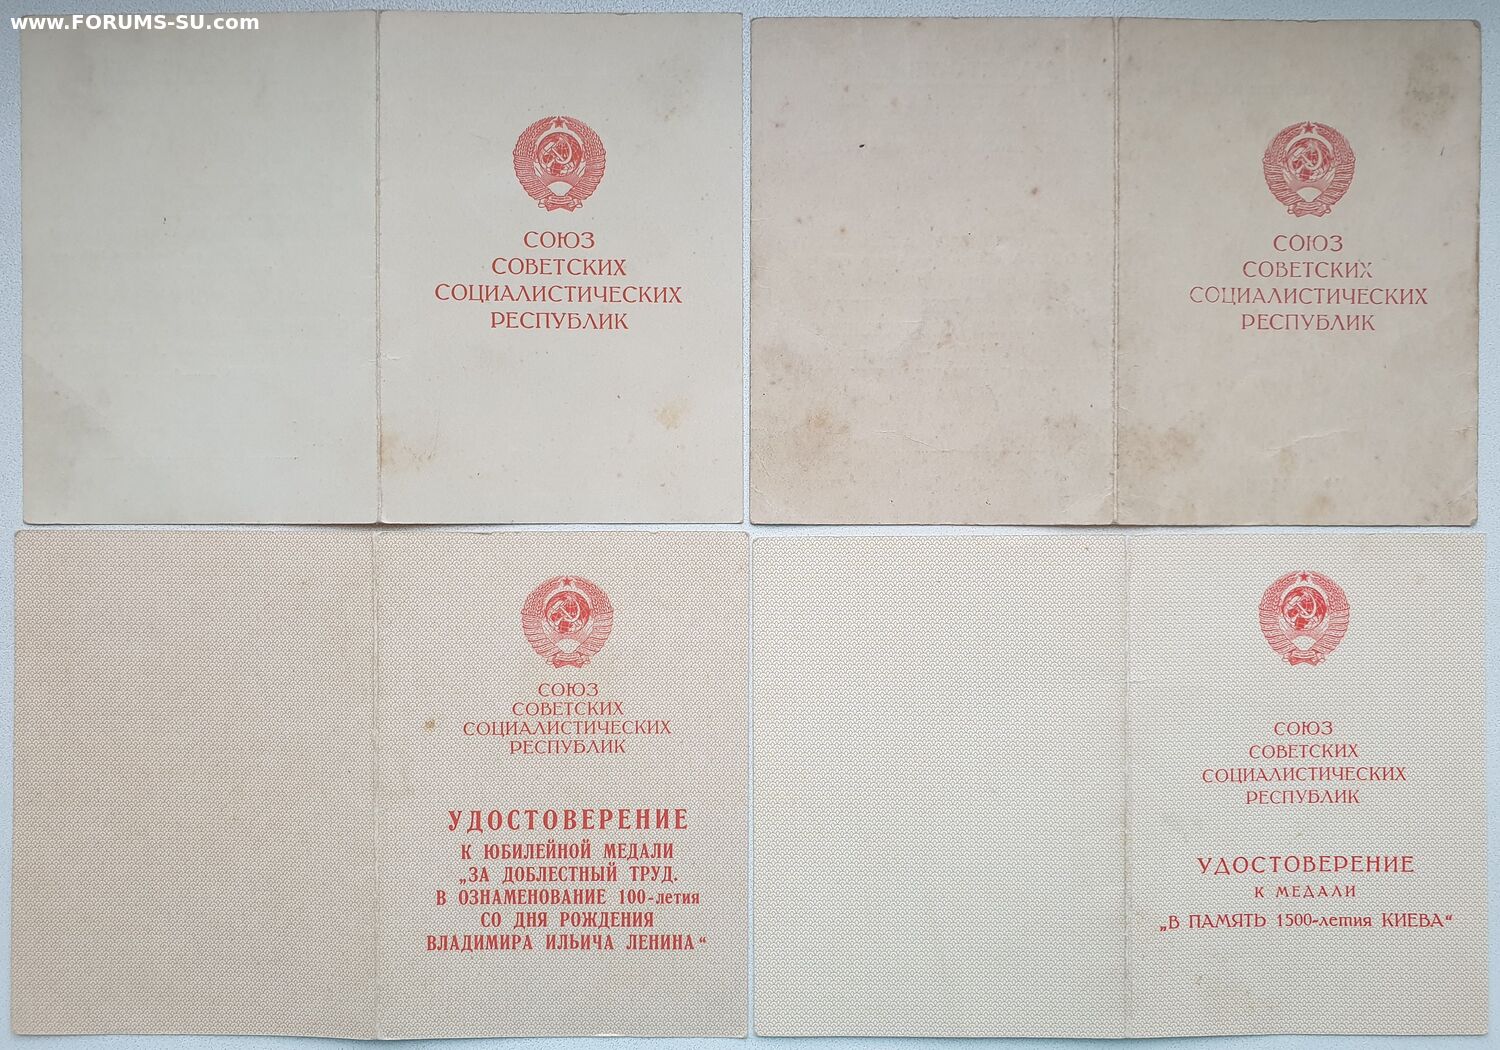 www.FORUMS-SU.com
СОЮЗ
СОВЕТСКИХ
СОЦИАЛИСТИЧЕСКИХ
РЕСПУБЛИК
СОЮЗ
СОВЕТСКИХ
СОЦИАЛИСТИЧЕСКИХ
РЕСПУБЛИК
СОЮЗ
СОВЕТСКИХ
СОЦИАЛИСТИЧЕСКИХ
РЕСПУБЛИК
УДОСТОВЕРЕНИЕ
К ЮБИЛЕЙНОЙ МЕДАЛИ
„ЗА ДОБЛЕСТНЫЙ ТРУД.
В ОЗНАМЕНОВАНИЕ 100-летия
СО ДНЯ РОЖДЕНИЯ
ВЛАДИМИРА ИЛЬИЧА ЛЕНИНА“
СОЮЗ
СОВЕТСКИХ
СОЦИАЛИСТИЧЕСКИХ
РЕСПУБЛИК
УДОСТОВЕРЕНИЕ
К МЕДАЛИ
„В ПАМЯТЬ 1500-летия КИЕВА“